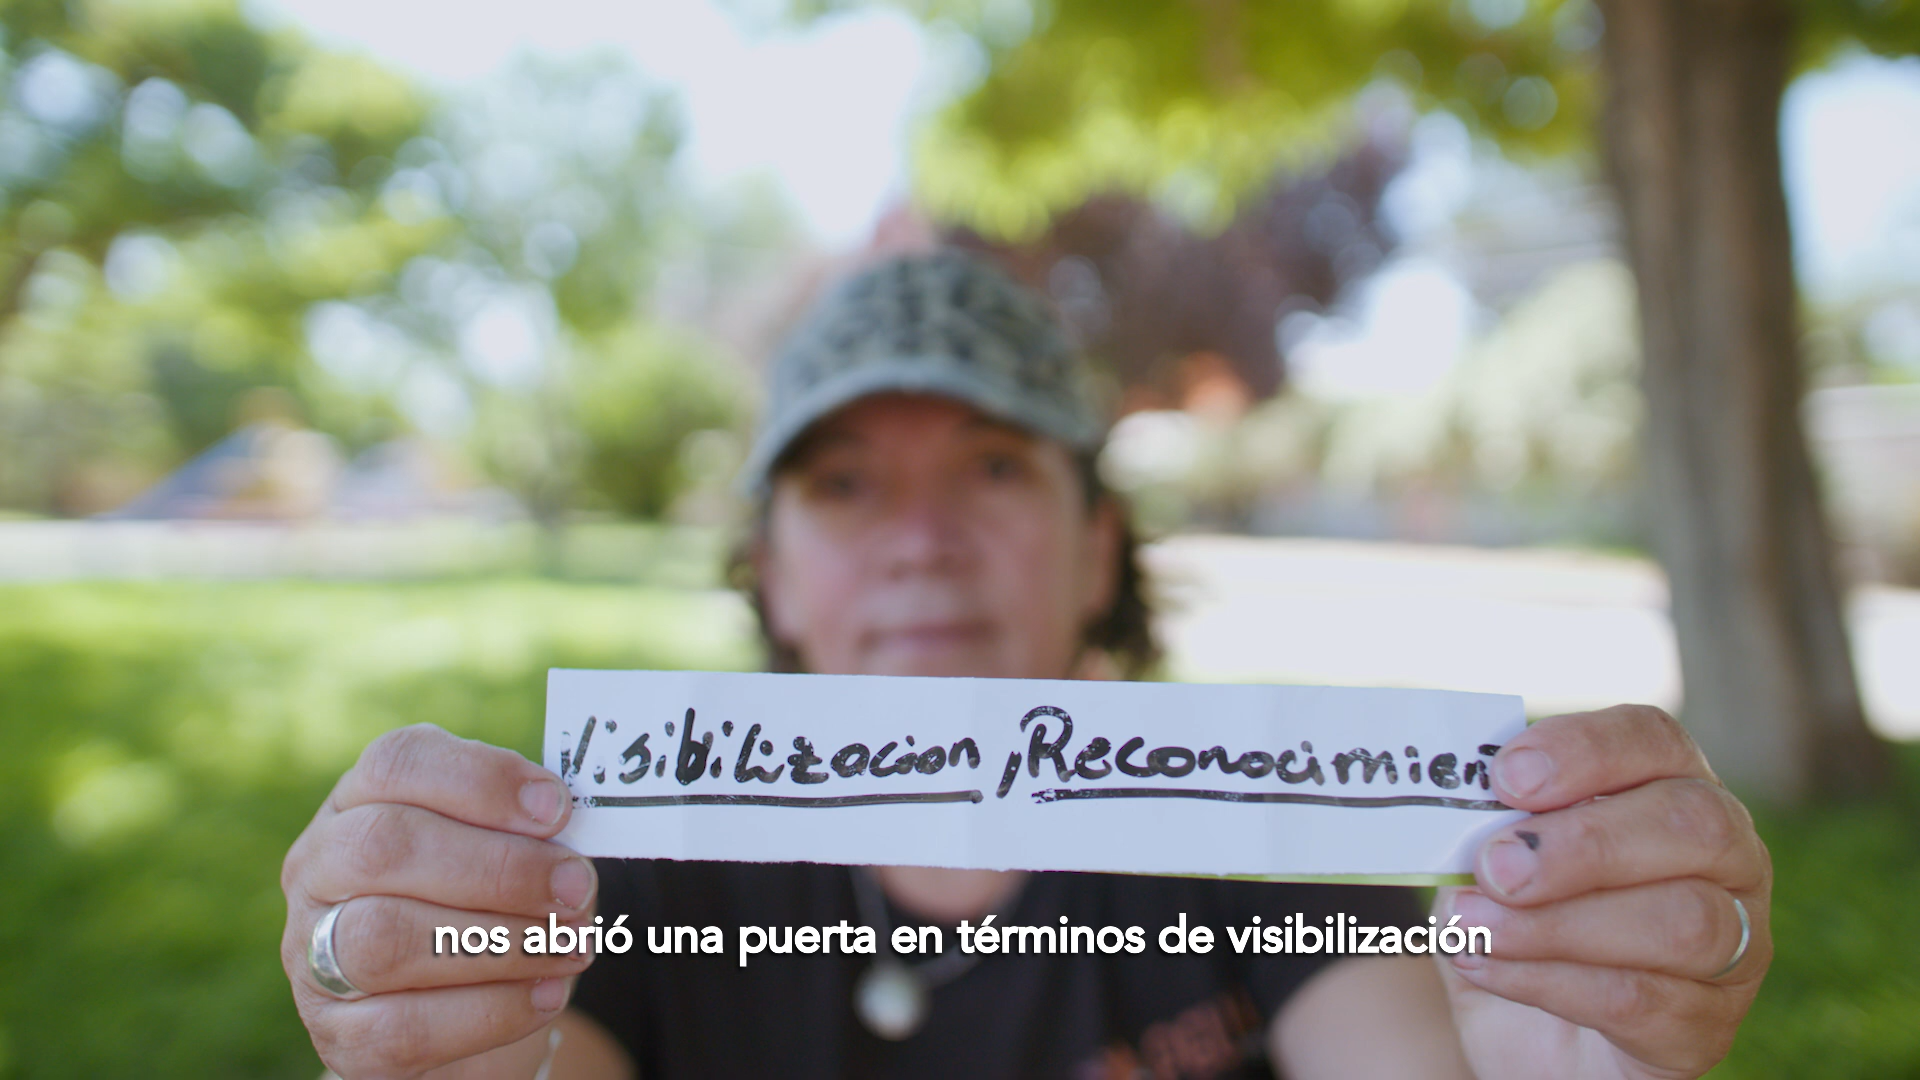 Visibilizacion, Reconocimien
nos abrió una puerta en términos de visibilización